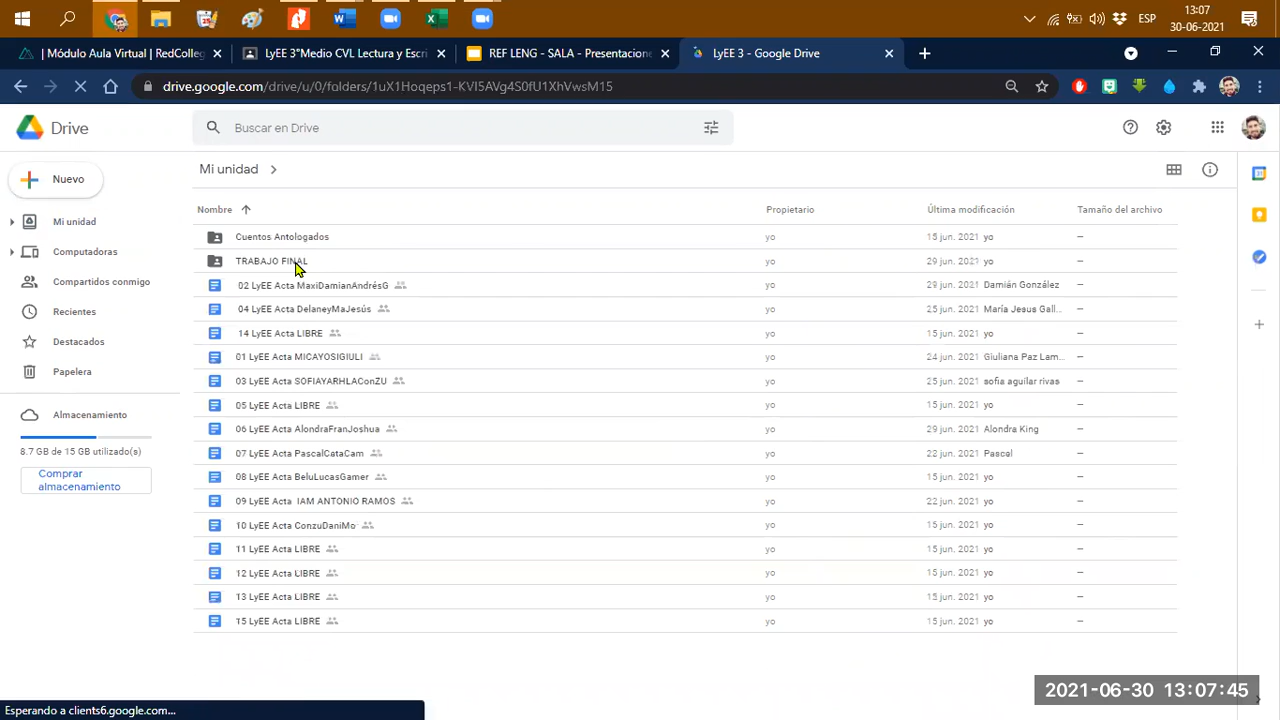 13:07
ESP
30-06-2021
| Módulo Aula Virtual | RedColleg
LyEE 3°Medio CVL Lectura y Escri
REF LENG - SALA - Presentacione
LyEE 3 - Google Drive
drive.google.com/drive/u/0/folders/1uX1Hoqeps1-KVI5AVg4S0fU1XhVwsM15
Drive
Buscar en Drive
Nuevo
Mi unidad
Computadoras
Compartidos conmigo
Recientes
Destacados
Papelera
Almacenamiento
8.7 GB de 15 GB utilizado(s)
Comprar
almacenamiento
Mi unidad
Nombre Propietario Última modificación Tamaño del archivo
Cuentos Antologados yo 15 jun. 2021 yo –
TRABAJO FINAL yo 29 jun. 2021 yo –
02 LyEE Acta MaxiDamianAndrésG yo 29 jun. 2021 Damián González –
04 LyEE Acta DelaneyMaJesús yo 25 jun. 2021 María Jesus Gall... –
14 LyEE Acta LIBRE yo 15 jun. 2021 yo –
01 LyEE Acta MICAYOSIGIULI yo 24 jun. 2021 Giuliana Paz Lam... –
03 LyEE Acta SOFIAYARHLAConZU yo 25 jun. 2021 sofia aguilar rivas –
05 LyEE Acta LIBRE yo 15 jun. 2021 yo –
06 LyEE Acta AlondraFranJoshua yo 29 jun. 2021 Alondra King –
07 LyEE Acta PascalCataCam yo 22 jun. 2021 Pascal –
08 LyEE Acta BeluLucasGamer yo 15 jun. 2021 yo –
09 LyEE Acta IAM ANTONIO RAMOS yo 22 jun. 2021 yo –
10 LyEE Acta ConzuDaniMo yo 15 jun. 2021 yo –
11 LyEE Acta LIBRE yo 15 jun. 2021 yo –
12 LyEE Acta LIBRE yo 15 jun. 2021 yo –
13 LyEE Acta LIBRE yo 15 jun. 2021 yo –
15 LyEE Acta LIBRE yo 15 jun. 2021 yo –
Esperando a clients6.google.com...
2021-06-30 13:07:45